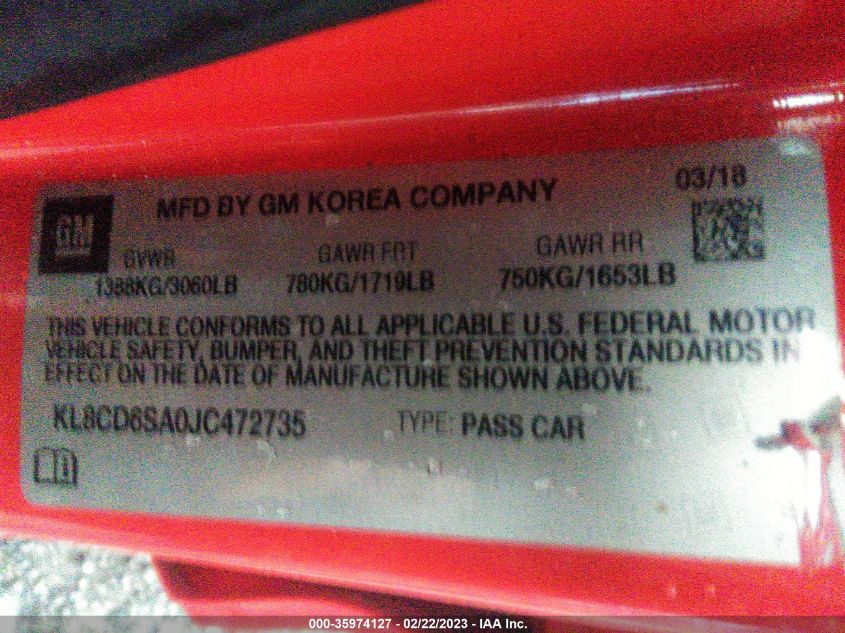 MFD BY GM KOREA COMPANY
03/18
GM
GVWR
GAWR FRT
GAWR RR
1388KG/3060LB
780KG/1719LB
750KG/1653LB
THIS VEHICLE CONFORMS TO ALL APPLICABLE U.S. FEDERAL MOTOR
VEHICLE SAFETY, BUMPER, AND THEFT PREVENTION STANDARDS IN
EFFECT ON THE DATE OF MANUFACTURE SHOWN ABOVE.
KL8CD6SA0JC472735
TYPE: PASS CAR
000-35974127 - 02/22/2023 - IAA Inc.